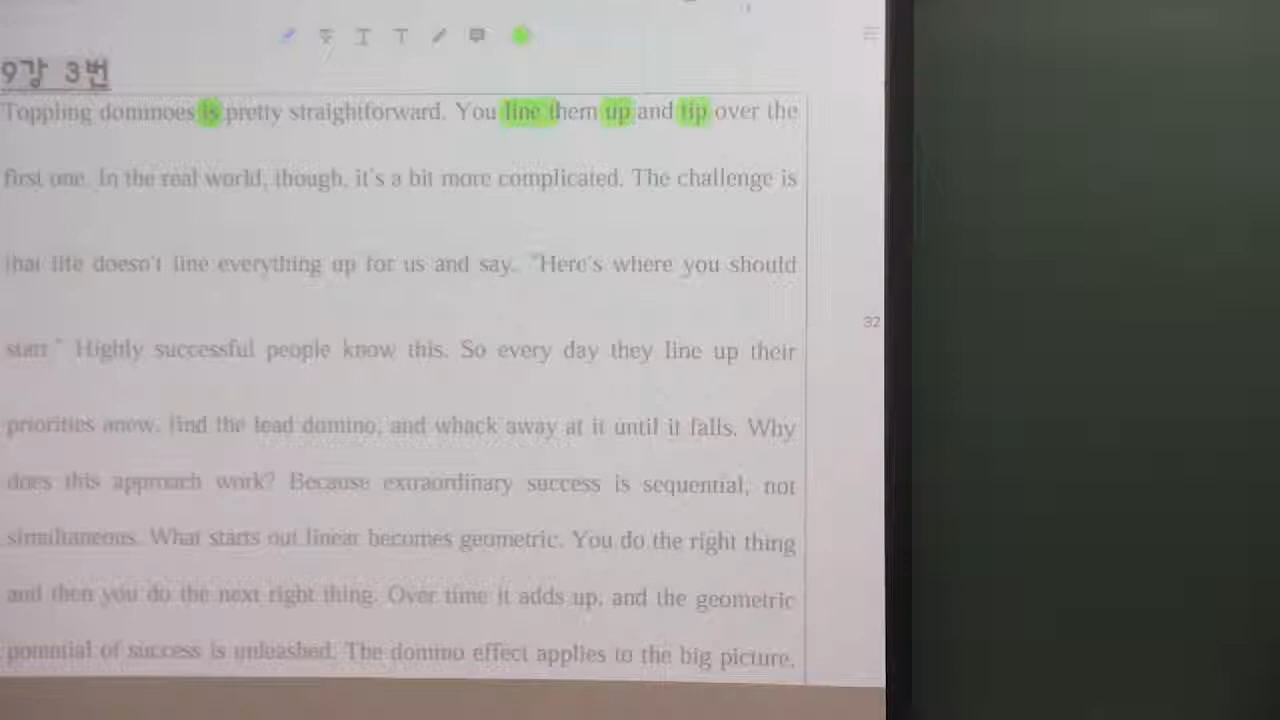 9강 3번
Toppling dominoes is pretty straightforward. You line them up and tip over the
first one. In the real world, though, it's a bit more complicated. The challenge is
that life doesn't line everything up for us and say, "Here's where you should
start." Highly successful people know this. So every day they line up their
priorities anew, find the lead domino, and whack away at it until it falls. Why
does this approach work? Because extraordinary success is sequential, not
simultaneous. What starts out linear becomes geometric. You do the right thing
and then you do the next right thing. Over time it adds up, and the geometric
potential of success is unleashed. The domino effect applies to the big picture,
32